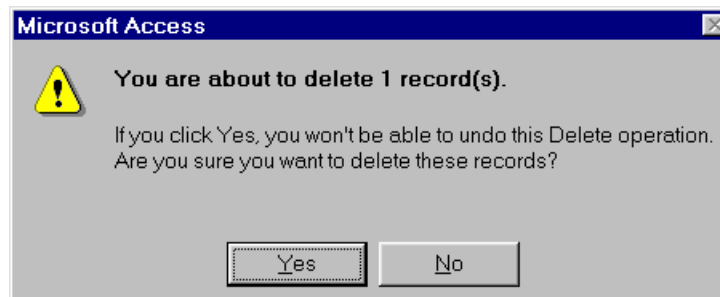 Microsoft Access
You are about to delete 1 record(s).
If you click Yes, you won't be able to undo this Delete operation.
Are you sure you want to delete these records?
Yes No